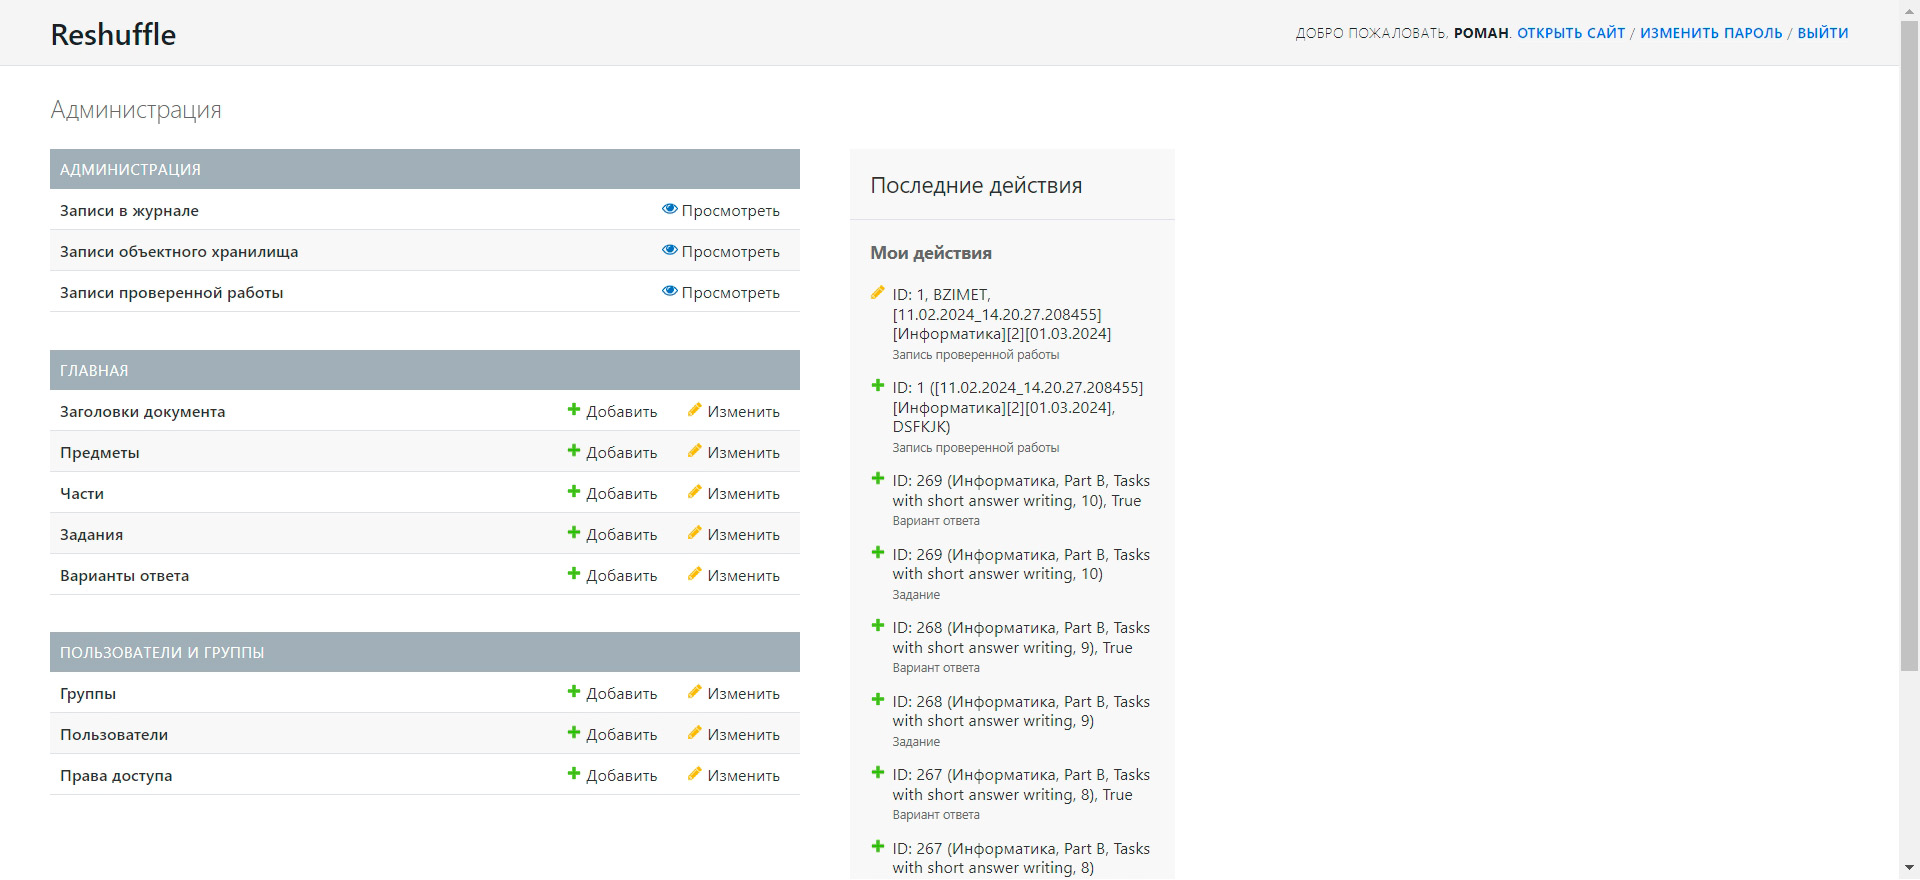 Reshuffle
ДОБРО ПОЖАЛОВАТЬ, РОМАН. ОТКРЫТЬ САЙТ / ИЗМЕНИТЬ ПАРОЛЬ / ВЫЙТИ
Администрация
АДМИНИСТРАЦИЯ
Записи в журнале Просмотреть
Записи объектного хранилища Просмотреть
Записи проверенной работы Просмотреть
ГЛАВНАЯ
Заголовки документа Добавить Изменить
Предметы Добавить Изменить
Части Добавить Изменить
Задания Добавить Изменить
Варианты ответа Добавить Изменить
ПОЛЬЗОВАТЕЛИ И ГРУППЫ
Группы Добавить Изменить
Пользователи Добавить Изменить
Права доступа Добавить Изменить
Последние действия
Мои действия
ID: 1, BZIMET,
[11.02.2024_14.20.27.208455]
[Информатика][2][01.03.2024]
Запись проверенной работы
ID: 1 ([11.02.2024_14.20.27.208455]
[Информатика][2][01.03.2024],
DSFKJK)
Запись проверенной работы
ID: 269 (Информатика, Part B, Tasks
with short answer writing, 10), True
Вариант ответа
ID: 269 (Информатика, Part B, Tasks
with short answer writing, 10)
Задание
ID: 268 (Информатика, Part B, Tasks
with short answer writing, 9), True
Вариант ответа
ID: 268 (Информатика, Part B, Tasks
with short answer writing, 9)
Задание
ID: 267 (Информатика, Part B, Tasks
with short answer writing, 8), True
Вариант ответа
ID: 267 (Информатика, Part B, Tasks
with short answer writing, 8)